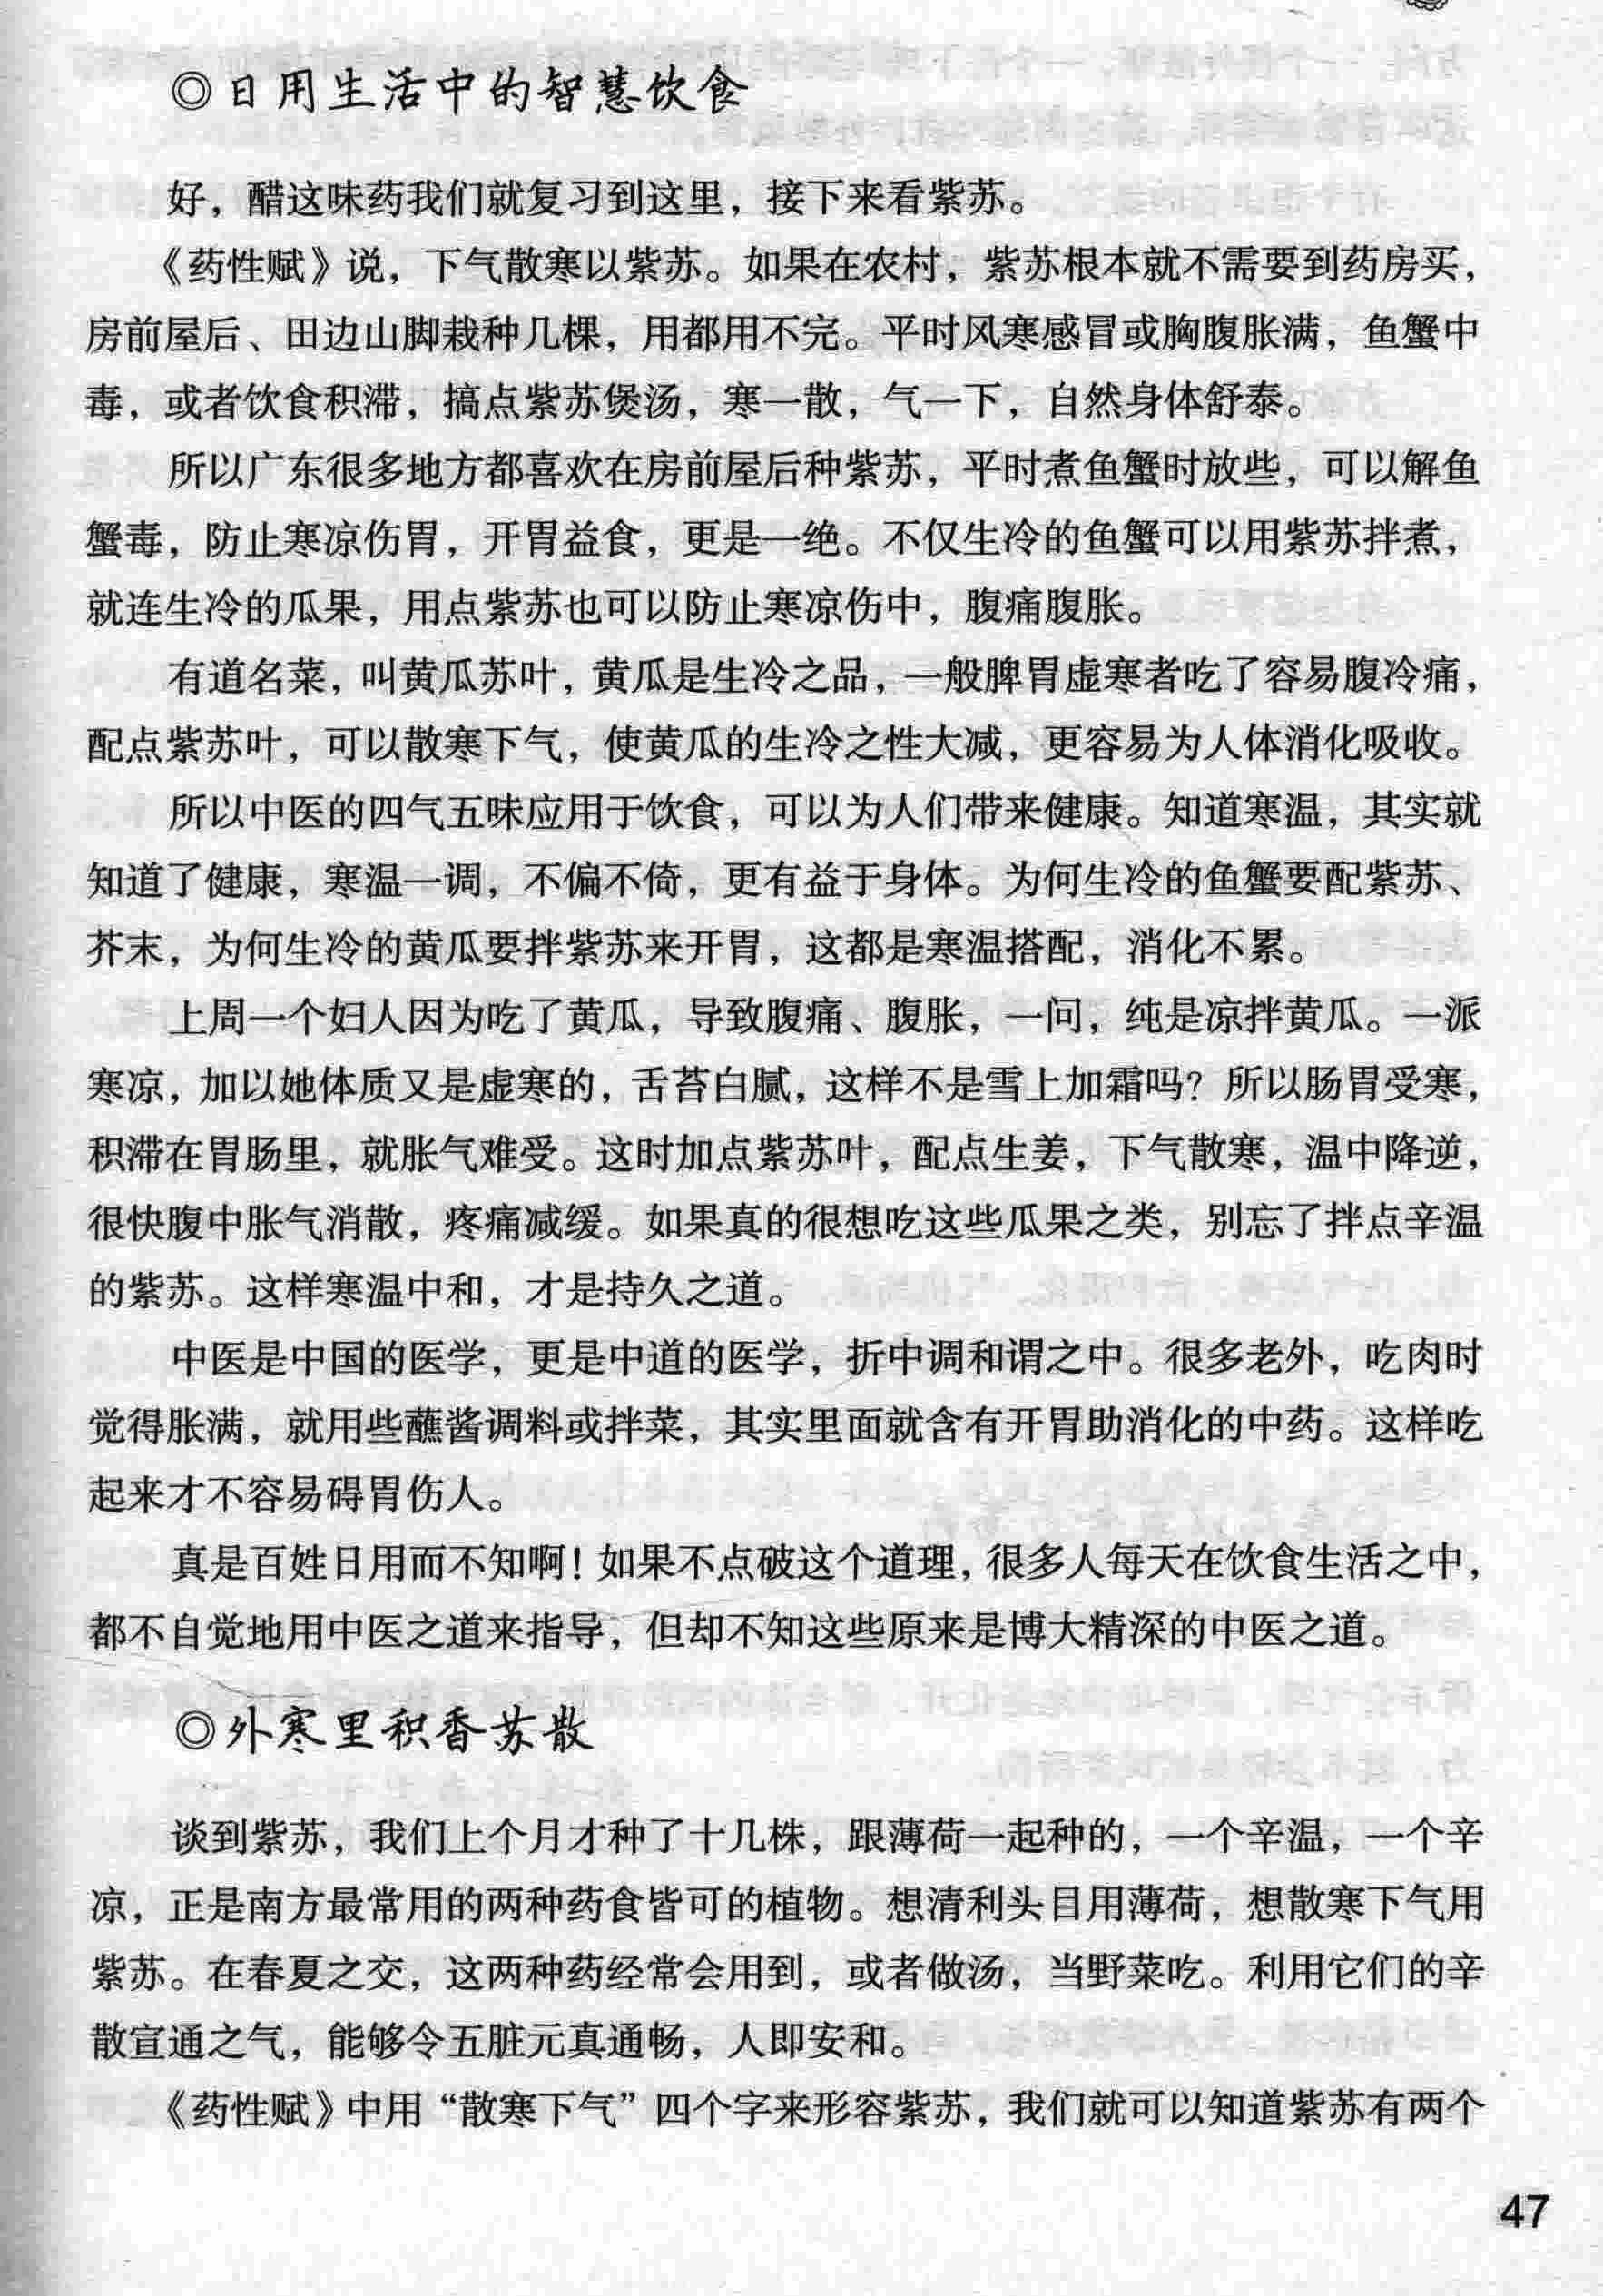 ◎日用生活中的智慧饮食
好，醋这味药我们就复习到这里，接下来看紫苏。
《药性赋》说，下气散寒以紫苏。如果在农村，紫苏根本就不需要到药房买，
房前屋后、田边山脚栽种几棵，用都用不完。平时风寒感冒或胸腹胀满，鱼蟹中
毒，或者饮食积滞，搞点紫苏煲汤，寒一散，气一下，自然身体舒泰。
所以广东很多地方都喜欢在房前屋后种紫苏，平时煮鱼蟹时放些，可以解鱼
蟹毒，防止寒凉伤胃，开胃益食，更是一绝。不仅生冷的鱼蟹可以用紫苏拌煮，
就连生冷的瓜果，用点紫苏也可以防止寒凉伤中，腹痛腹胀。
有道名菜，叫黄瓜苏叶，黄瓜是生冷之品，一般脾胃虚寒者吃了容易腹冷痛，
配点紫苏叶，可以散寒下气，使黄瓜的生冷之性大减，更容易为人体消化吸收。
所以中医的四气五味应用于饮食，可以为人们带来健康。知道寒温，其实就
知道了健康，寒温一调，不偏不倚，更有益于身体。为何生冷的鱼蟹要配紫苏、
芥末，为何生冷的黄瓜要拌紫苏来开胃，这都是寒温搭配，消化不累。
上周一个妇人因为吃了黄瓜，导致腹痛、腹胀，一问，纯是凉拌黄瓜。一派
寒凉，加以她体质又是虚寒的，舌苔白腻，这样不是雪上加霜吗？所以肠胃受寒，
积滞在胃肠里，就胀气难受。这时加点紫苏叶，配点生姜，下气散寒，温中降逆，
很快腹中胀气消散，疼痛减缓。如果真的很想吃这些瓜果之类，别忘了拌点辛温
的紫苏。这样寒温中和，才是持久之道。
中医是中国的医学，更是中道的医学，折中调和谓之中。很多老外，吃肉时
觉得胀满，就用些蘸酱调料或拌菜，其实里面就含有开胃助消化的中药。这样吃
起来才不容易碍胃伤人。
真是百姓日用而不知啊！如果不点破这个道理，很多人每天在饮食生活之中，
都不自觉地用中医之道来指导，但却不知这些原来是博大精深的中医之道。
◎外寒里积香苏散
谈到紫苏，我们上个月才种了十几株，跟薄荷一起种的，一个辛温，一个辛
凉，正是南方最常用的两种药食皆可的植物。想清利头目用薄荷，想散寒下气用
紫苏。在春夏之交，这两种药经常会用到，或者做汤，当野菜吃。利用它们的辛
散宣通之气，能够令五脏元真通畅，人即安和。
《药性赋》中用“散寒下气”四个字来形容紫苏，我们就可以知道紫苏有两个
47